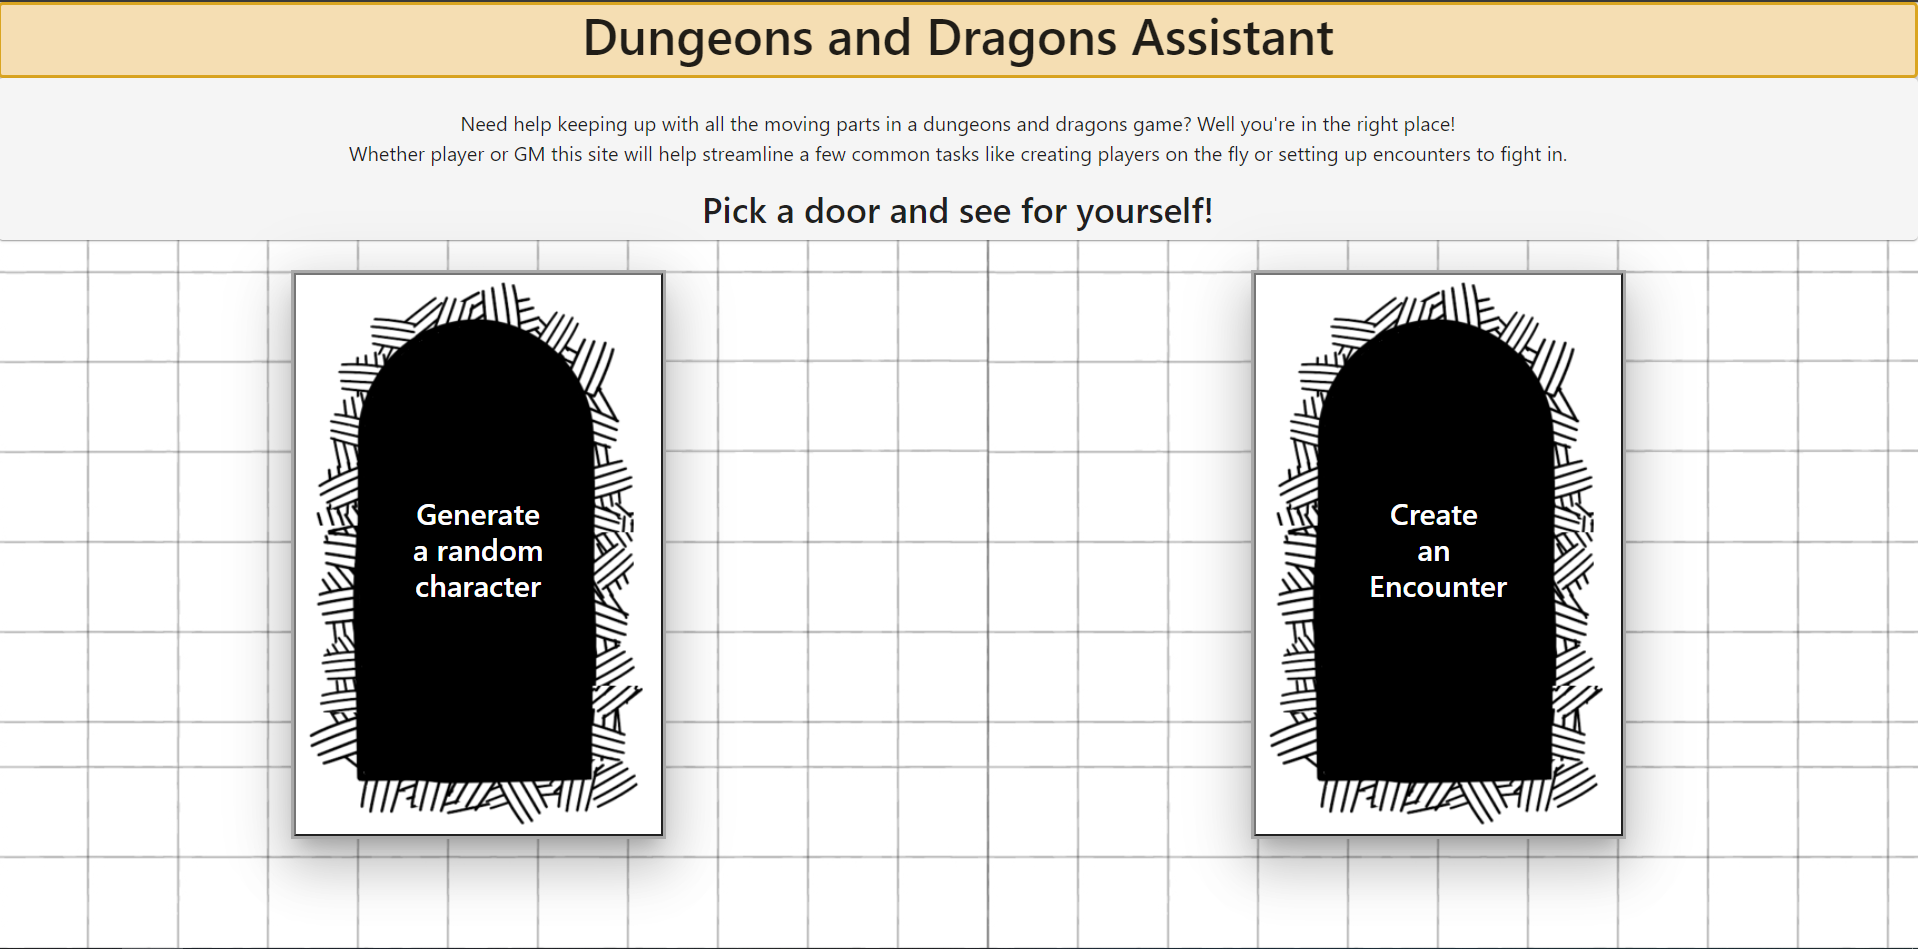 Dungeons and Dragons Assistant
Need help keeping up with all the moving parts in a dungeons and dragons game? Well you're in the right place!
Whether player or GM this site will help streamline a few common tasks like creating players on the fly or setting up encounters to fight in.
Pick a door and see for yourself!
Generate
a random
character
Create
an
Encounter